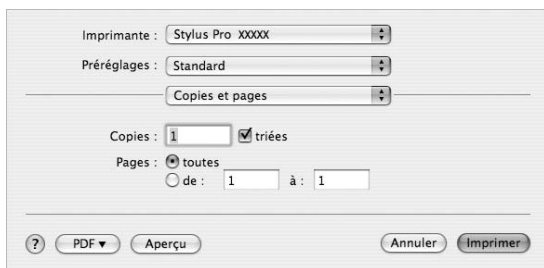 Imprimante : Stylus Pro XXXXX
Préréglages : Standard
Copies et pages
Copies : 1 triées
Pages : toutes
de : 1 à : 1
? PDF ▼ Aperçu Annuler Imprimer